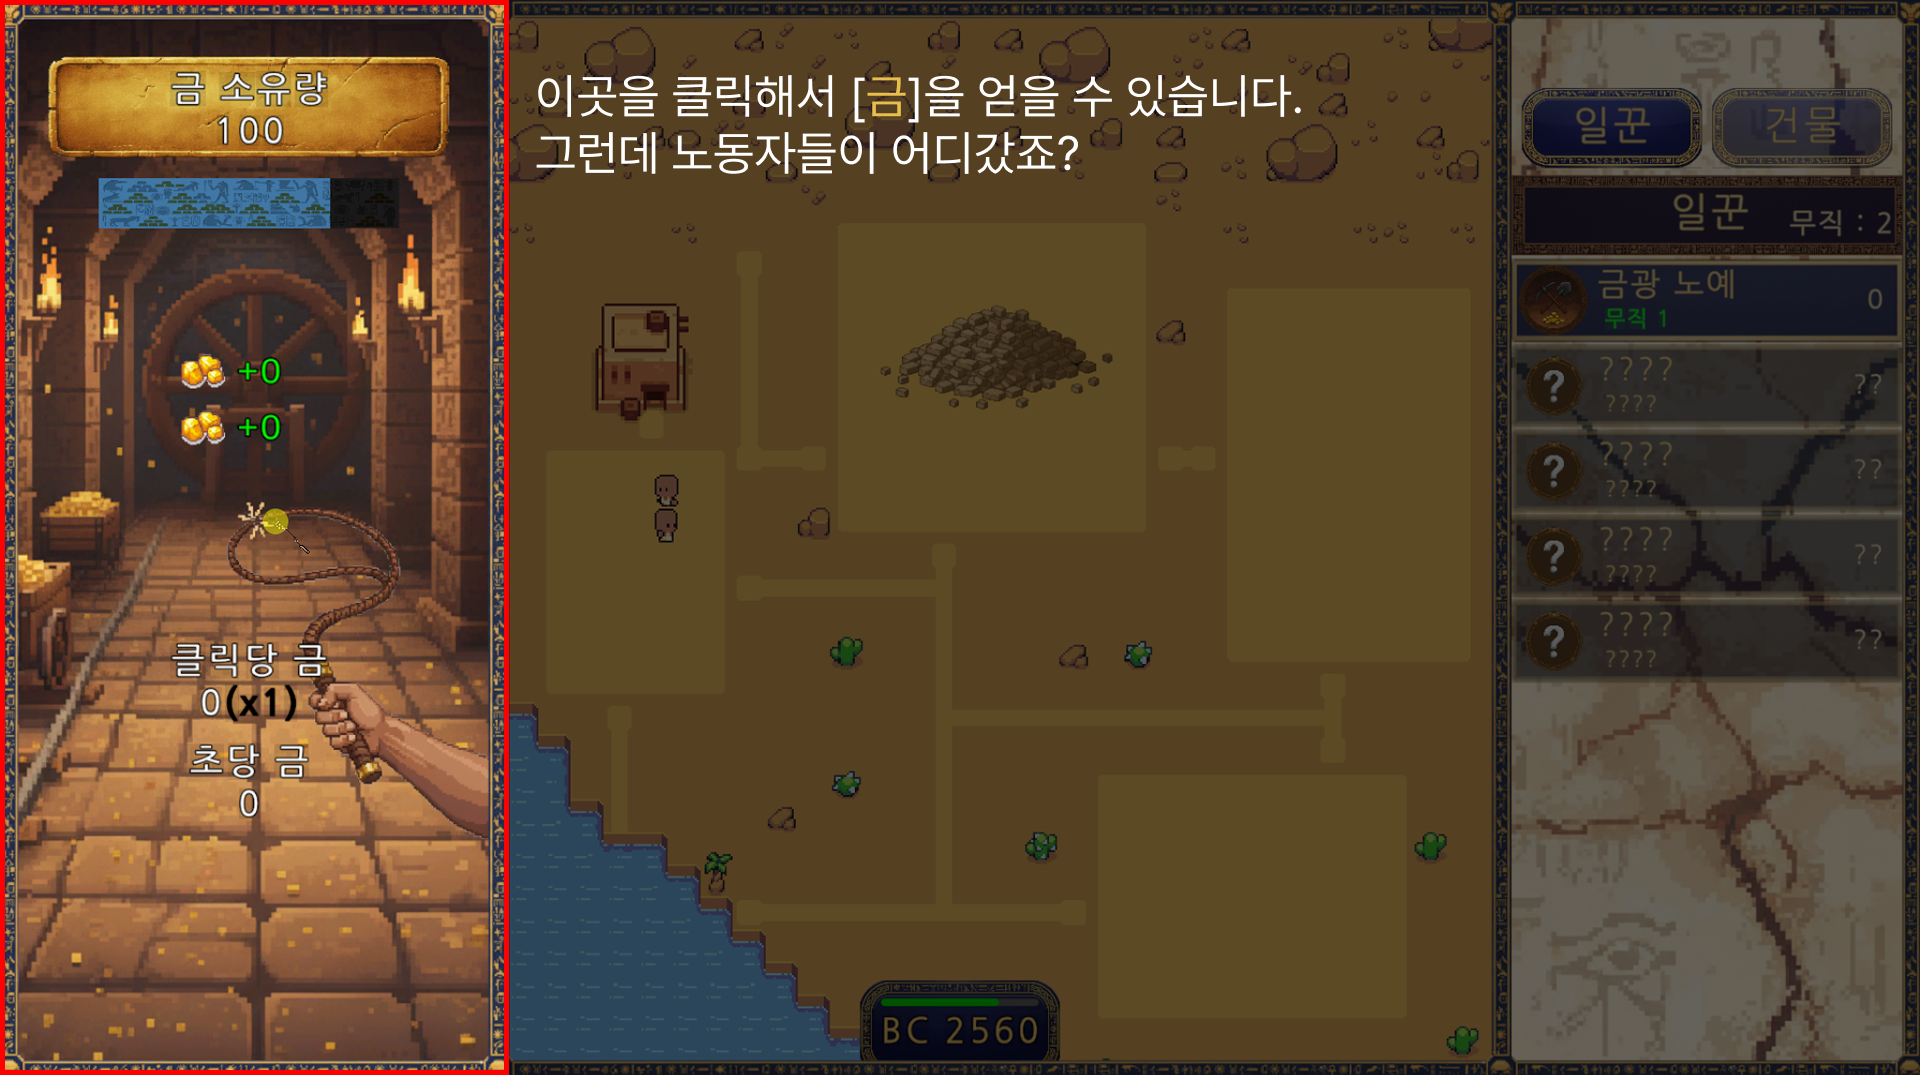 금 소유량
100
+0
+0
클릭당 금
0(x1)
초당 금
0
이곳을 클릭해서 [금]을 얻을 수 있습니다.
그런데 노동자들이 어디갔죠?
BC 2560
일꾼
건물
일꾼 무직 : 2
금광 노예
무직 1
0
?
????
????
??
?
????
????
??
?
????
????
??
?
????
????
??